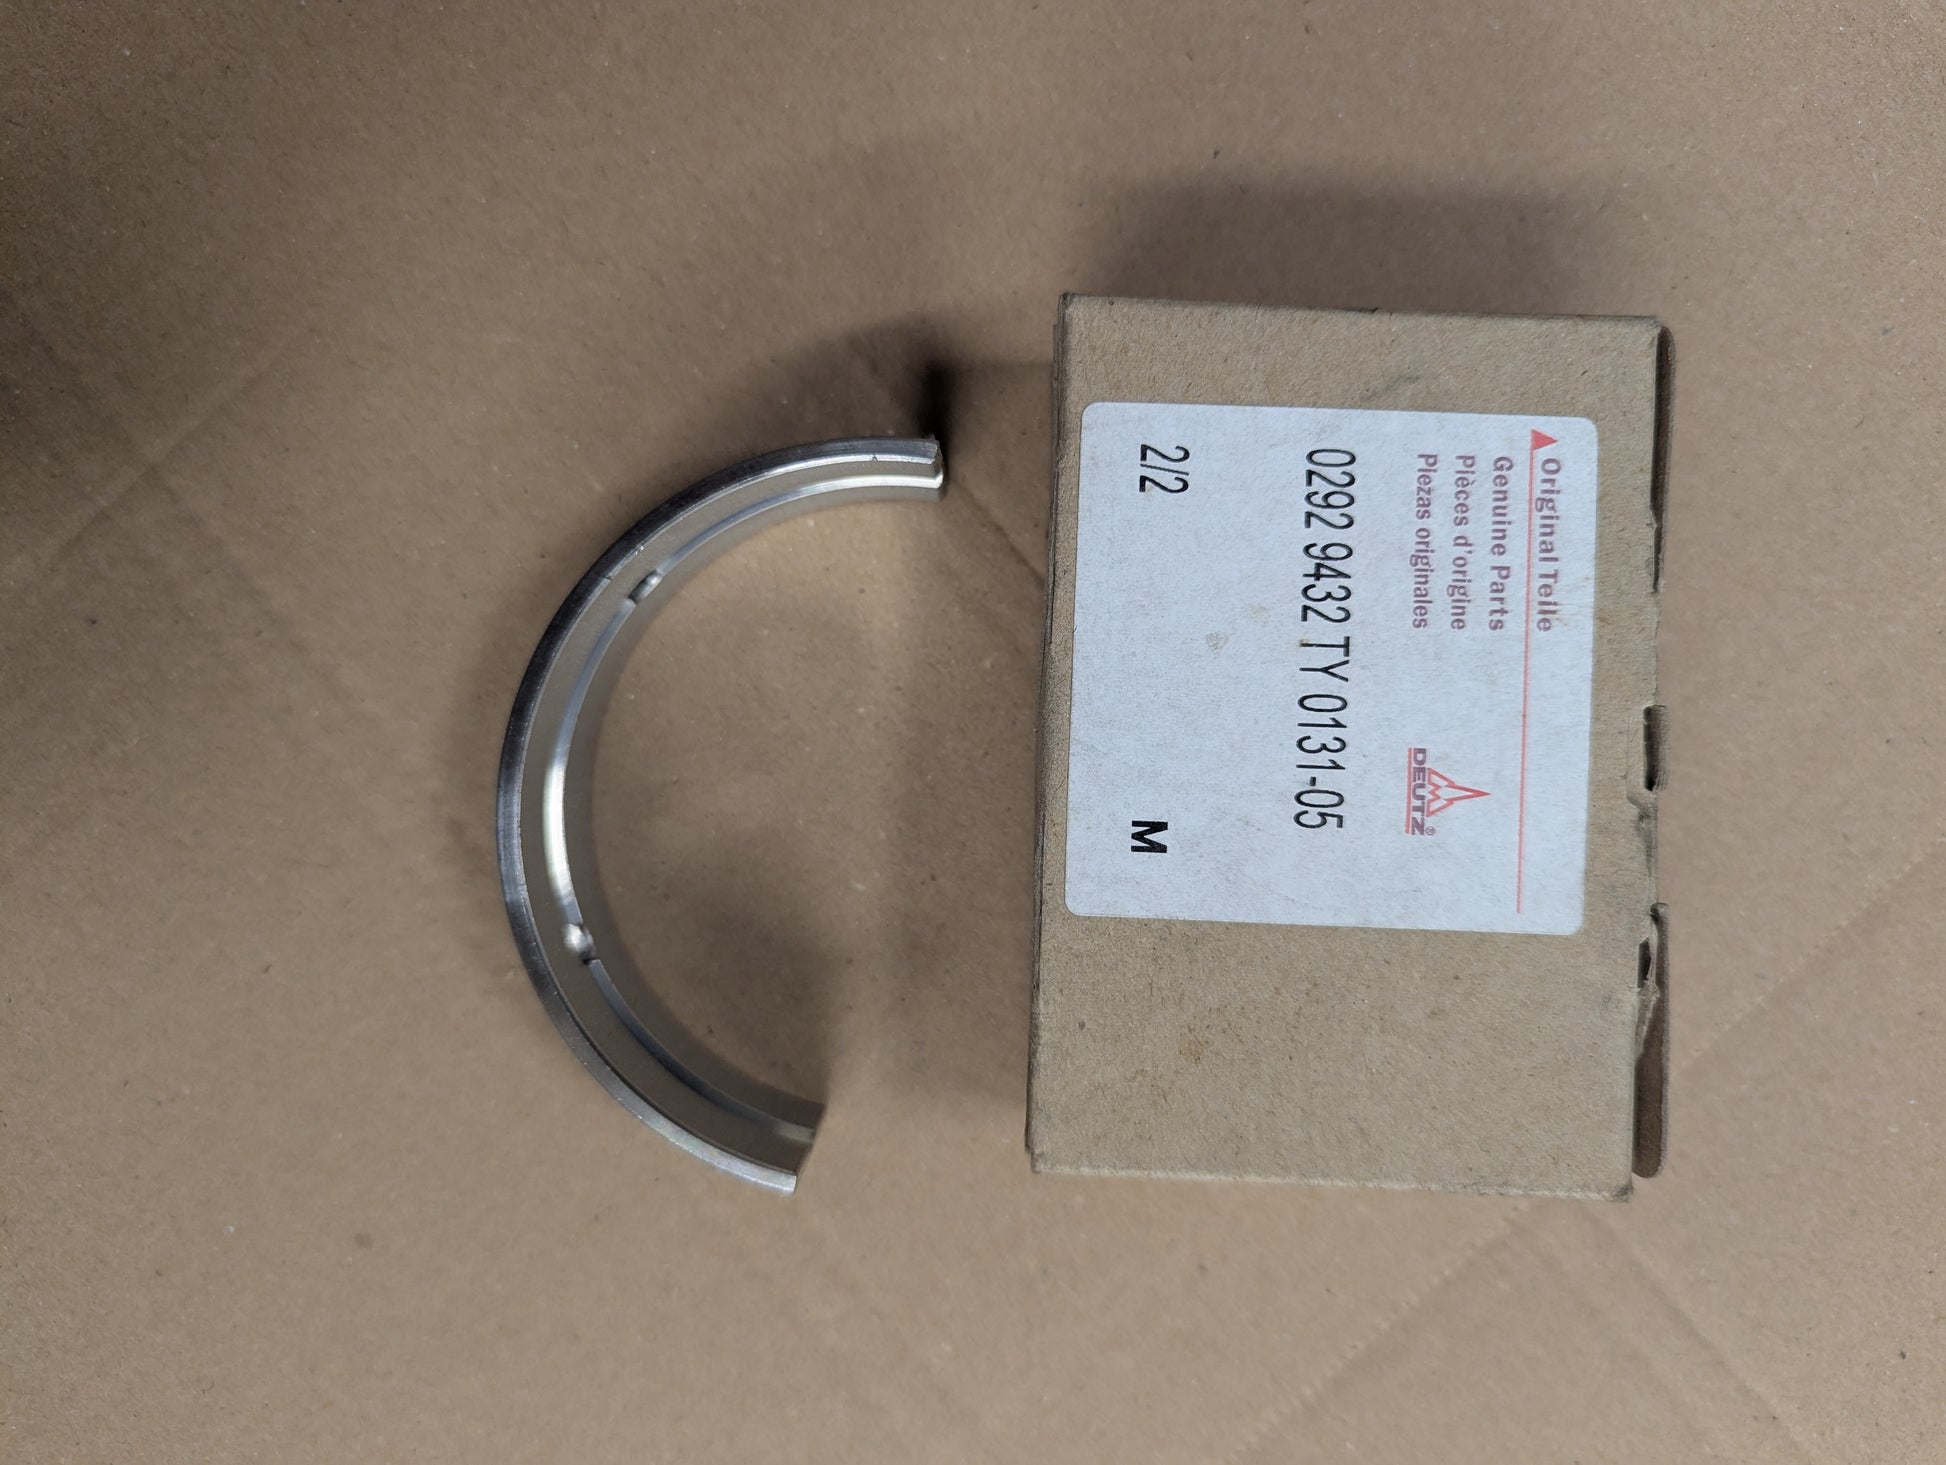 Original Teile
Genuine Parts
Pièces d'origine
Piezas originales
DEUTZ®
0292 9432 TY 0131-05
2/2 M